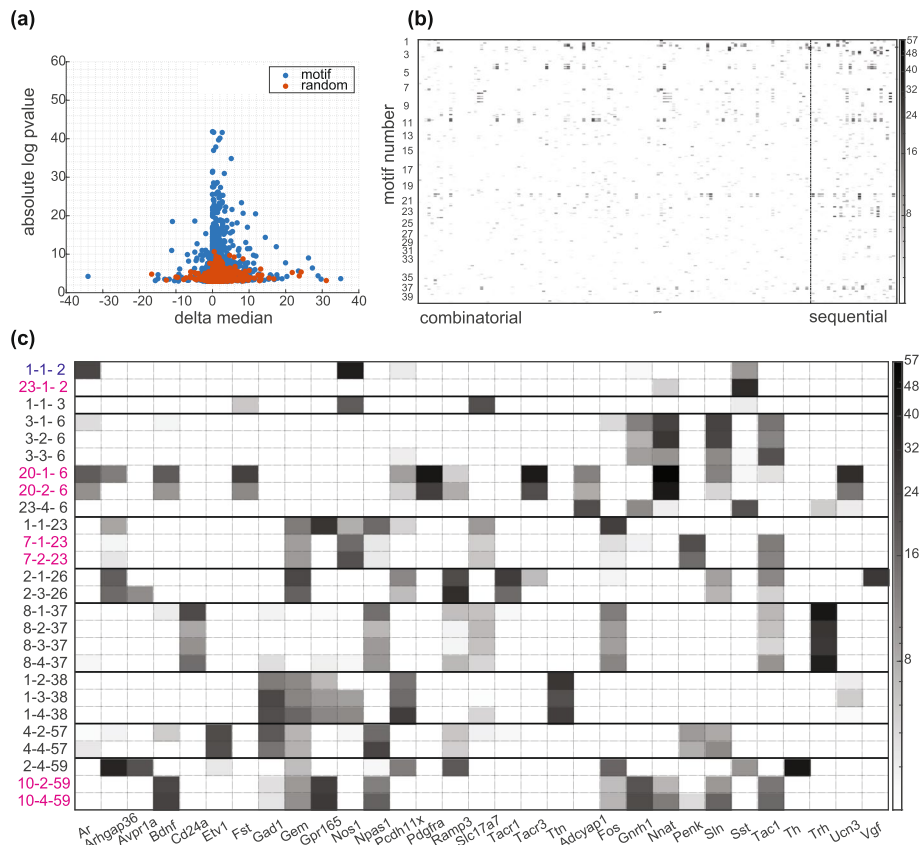 (a)
60
50
40
30
20
10
0
-40 -30 -20 -10 0 10 20 30 40
absolute log pvalue
delta median
motif
random
(b)
1
3
5
7
9
11
13
15
17
19
21
23
25
27
29
31
33
35
37
39
motif number
combinatorial
sequential
57
48
40
32
24
16
8
(c)
1-1- 2
23-1- 2
1-1- 3
3-1- 6
3-2- 6
3-3- 6
20-1- 6
20-2- 6
23-4- 6
1-1-23
7-1-23
7-2-23
2-1-26
2-3-26
8-1-37
8-2-37
8-3-37
8-4-37
1-2-38
1-3-38
1-4-38
4-2-57
4-4-57
2-4-59
10-2-59
10-4-59
57
48
40
32
24
16
8
Ar
Arhgap36
Avpr1a
Bdnf
Cd24a
Etv1
Fst
Gad1
Gem
Gpr165
Nos1
Npas1
Pcdh11x
Pdgfra
Ramp3
Slc17a7
Tacr1
Tacr3
Ttn
Adcyap1
Fos
Gnrh1
Nnat
Penk
Sln
Sst
Tac1
Th
Trh
Ucn3
Vgf